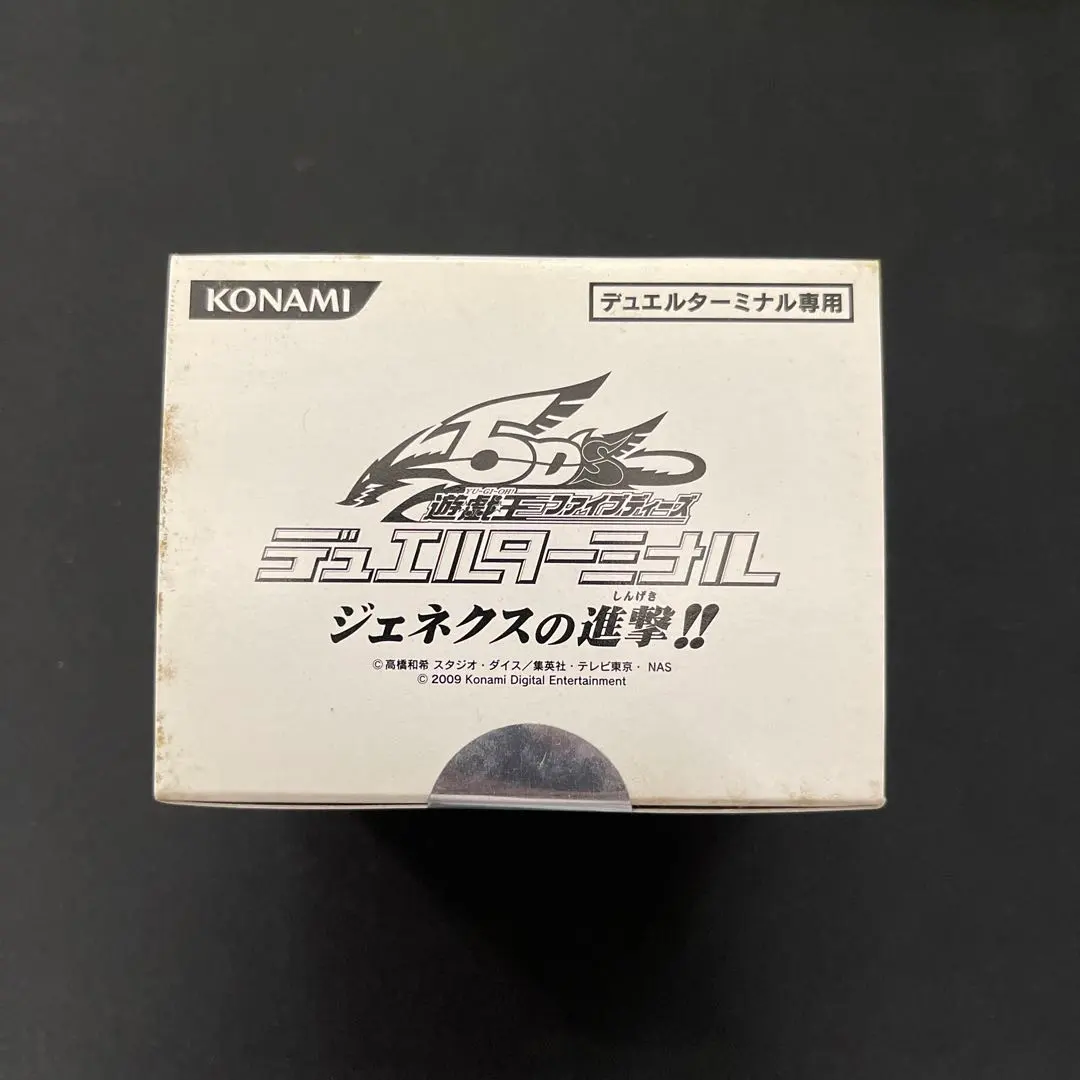 KONAMI
デュエルターミナル専用
5D's
YU-GI-OH!
遊戯王ファイブディーズ
デュエルターミナル
しんげき
ジェネクスの進撃!!
©高橋和希 スタジオ・ダイス／集英社・テレビ東京・ NAS
© 2009 Konami Digital Entertainment